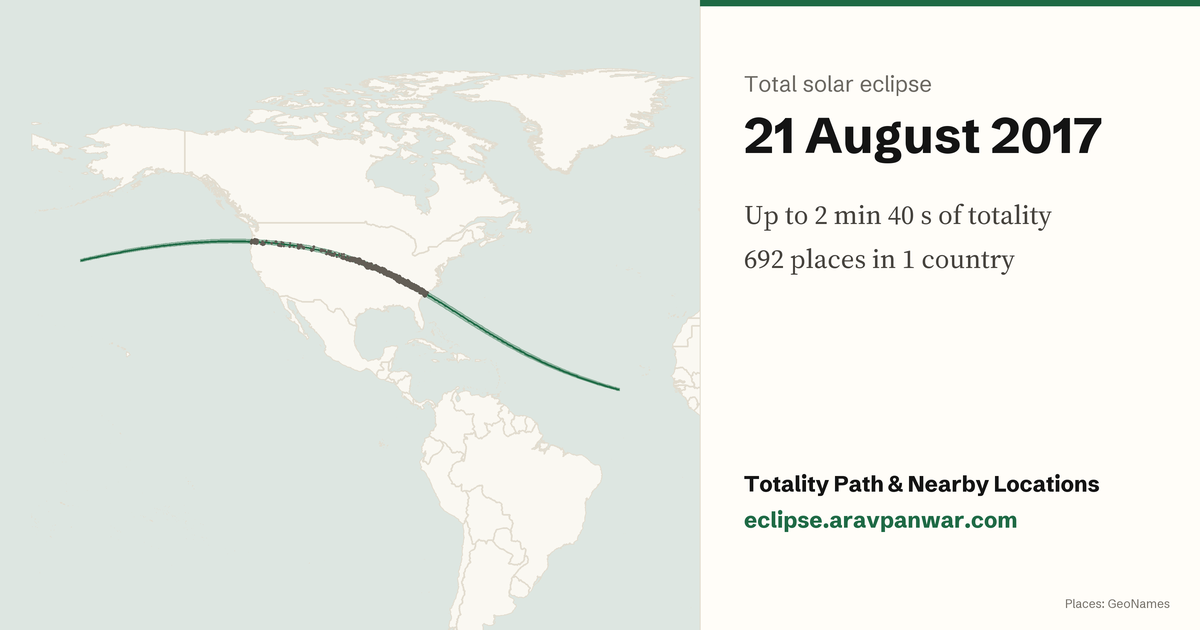 Total solar eclipse
21 August 2017
Up to 2 min 40 s of totality
692 places in 1 country
Totality Path & Nearby Locations
eclipse.aravpanwar.com
Places: GeoNames